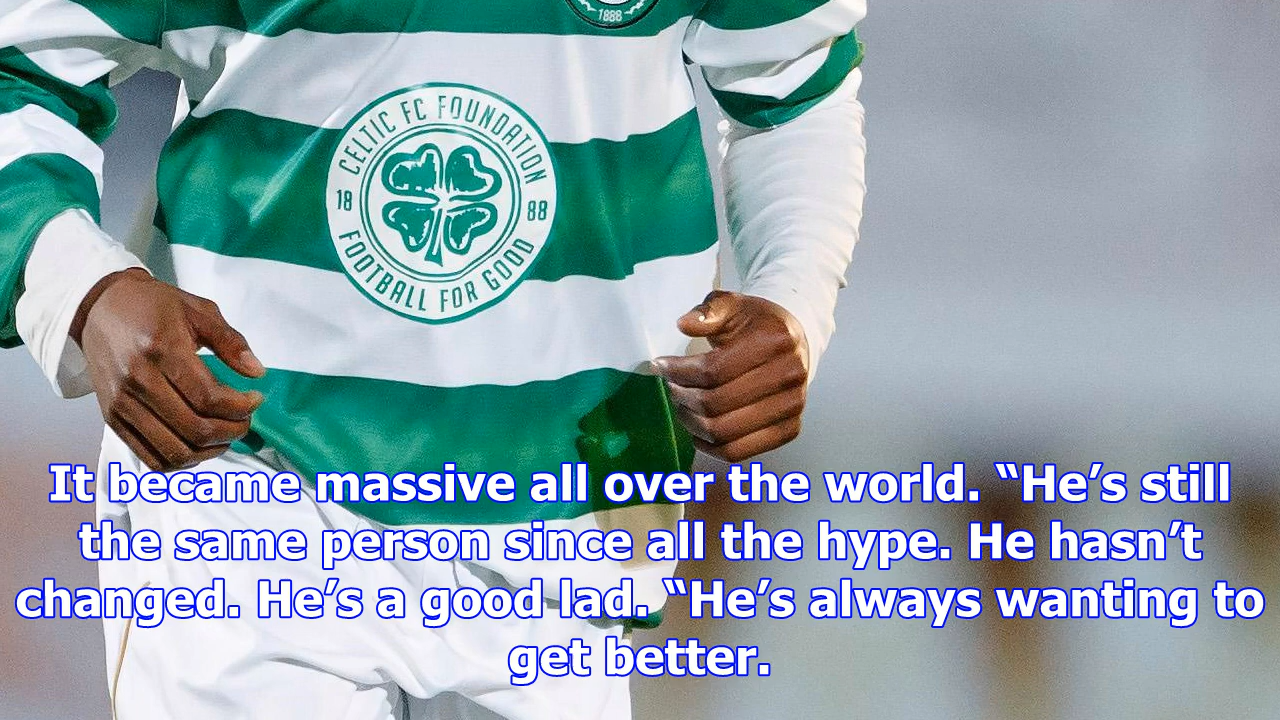 1888
CELTIC FC FOUNDATION
18 88
FOOTBALL FOR GOOD
It became massive all over the world. “He’s still
the same person since all the hype. He hasn’t
changed. He’s a good lad. “He’s always wanting to
get better.